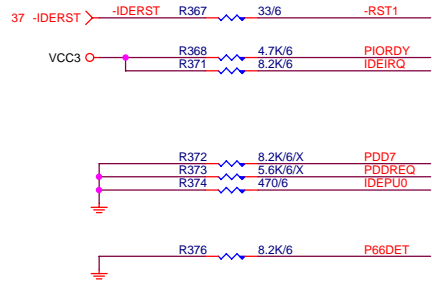 37 -IDERST -IDERST R367 33/6 -RST1
VCC3 R368 4.7K/6 PIORDY
R371 8.2K/6 IDEIRQ
R372 8.2K/6/X PDD7
R373 5.6K/6/X PDDREQ
R374 470/6 IDEPU0
R376 8.2K/6 P66DET